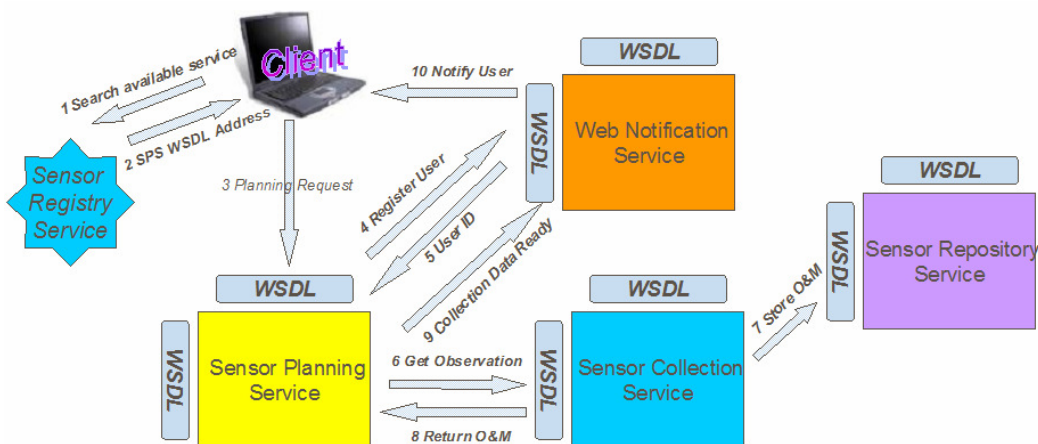 Client
WSDL
10 Notify User
1 Search available service
2 SPS WSDL Address
WSDL
Web Notification
Service
WSDL
Sensor
Registry
Service
3 Planning Request
4 Register User
5 User ID
9 Collection Data Ready
WSDL
Sensor Repository
Service
WSDL
WSDL
WSDL
7 Store O&M
WSDL
Sensor Planning
Service
6 Get Observation
WSDL
Sensor Collection
Service
8 Return O&M